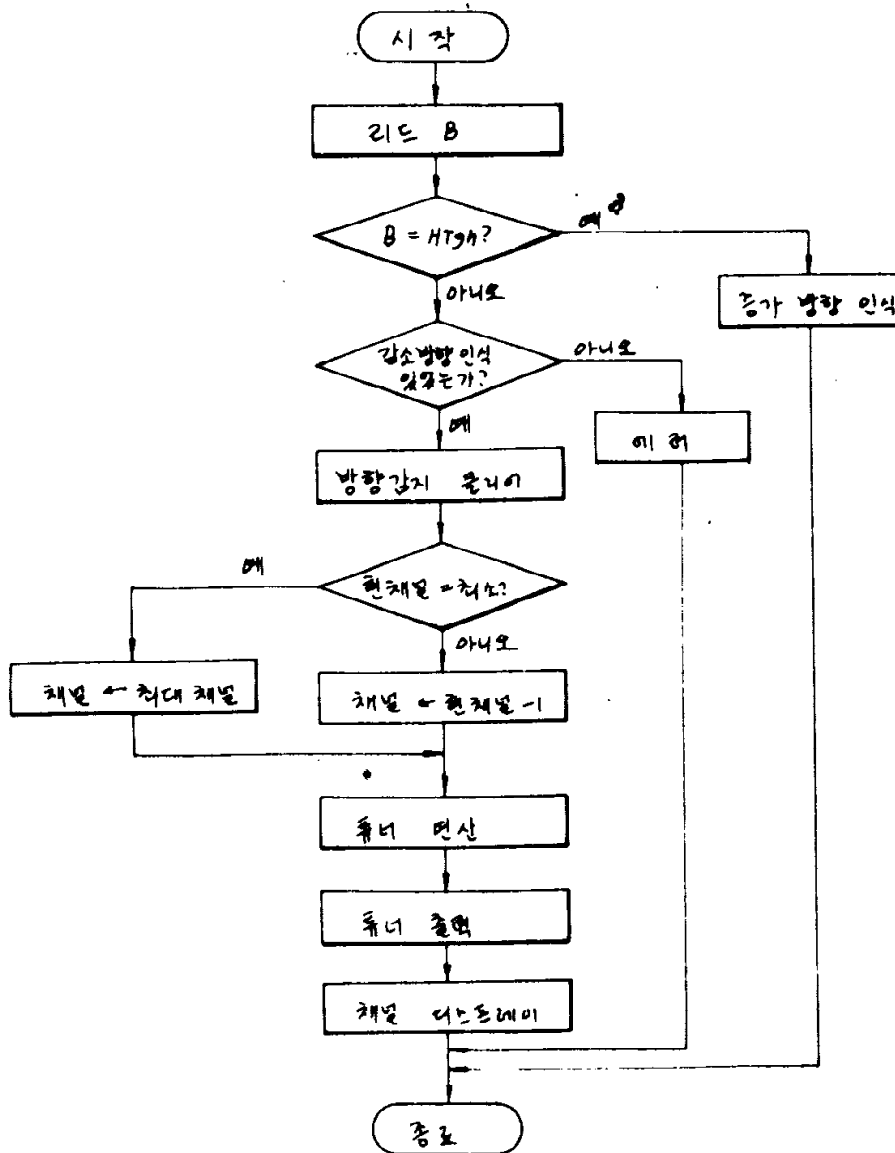 시작
리드 B
B = HIgh?
예
아니오
증가 방향 인식
감소방향 인식
있었는가?
아니오
예
에러
방향감지 클리어
현채널 = 최소?
예
아니오
채널 ← 최대 채널
채널 ← 현채널 -1
튜너 연산
튜너 출력
채널 디스프레이
종료